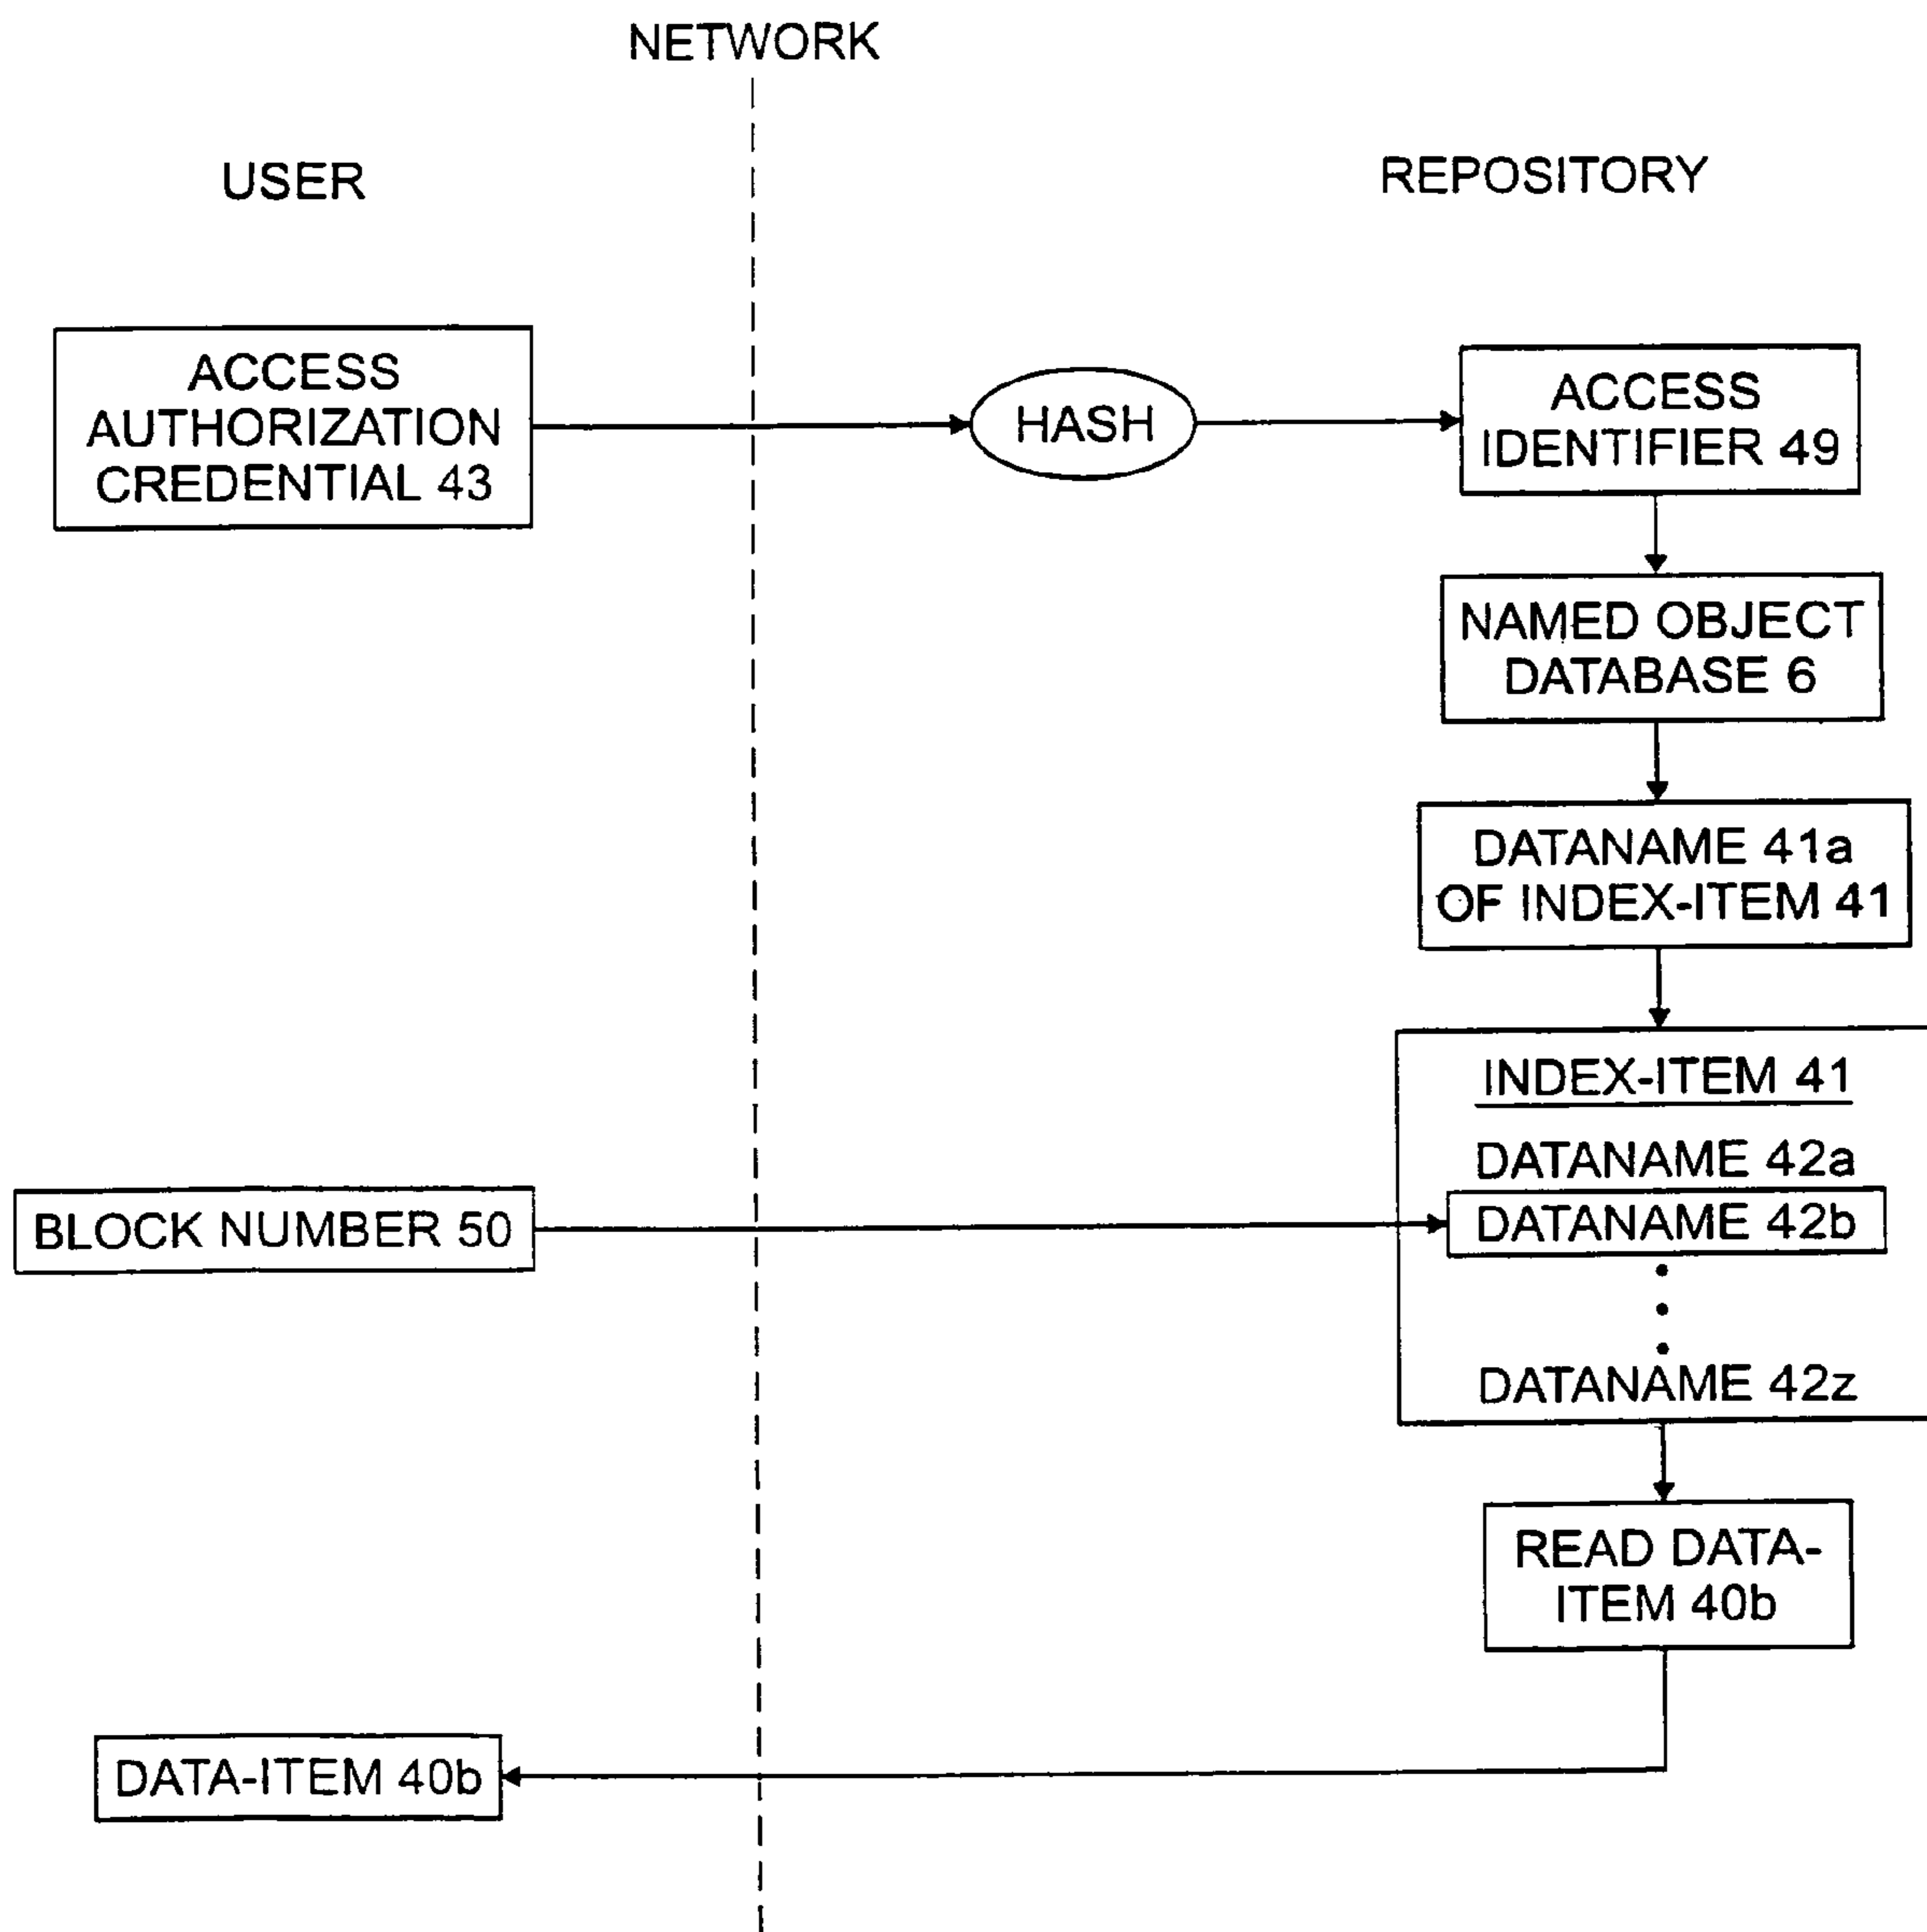 NETWORK
USER
REPOSITORY
ACCESS
AUTHORIZATION
CREDENTIAL 43
HASH
ACCESS
IDENTIFIER 49
NAMED OBJECT
DATABASE 6
DATANAME 41a
OF INDEX-ITEM 41
INDEX-ITEM 41
DATANAME 42a
BLOCK NUMBER 50
DATANAME 42b
DATANAME 42z
READ DATA-
ITEM 40b
DATA-ITEM 40b